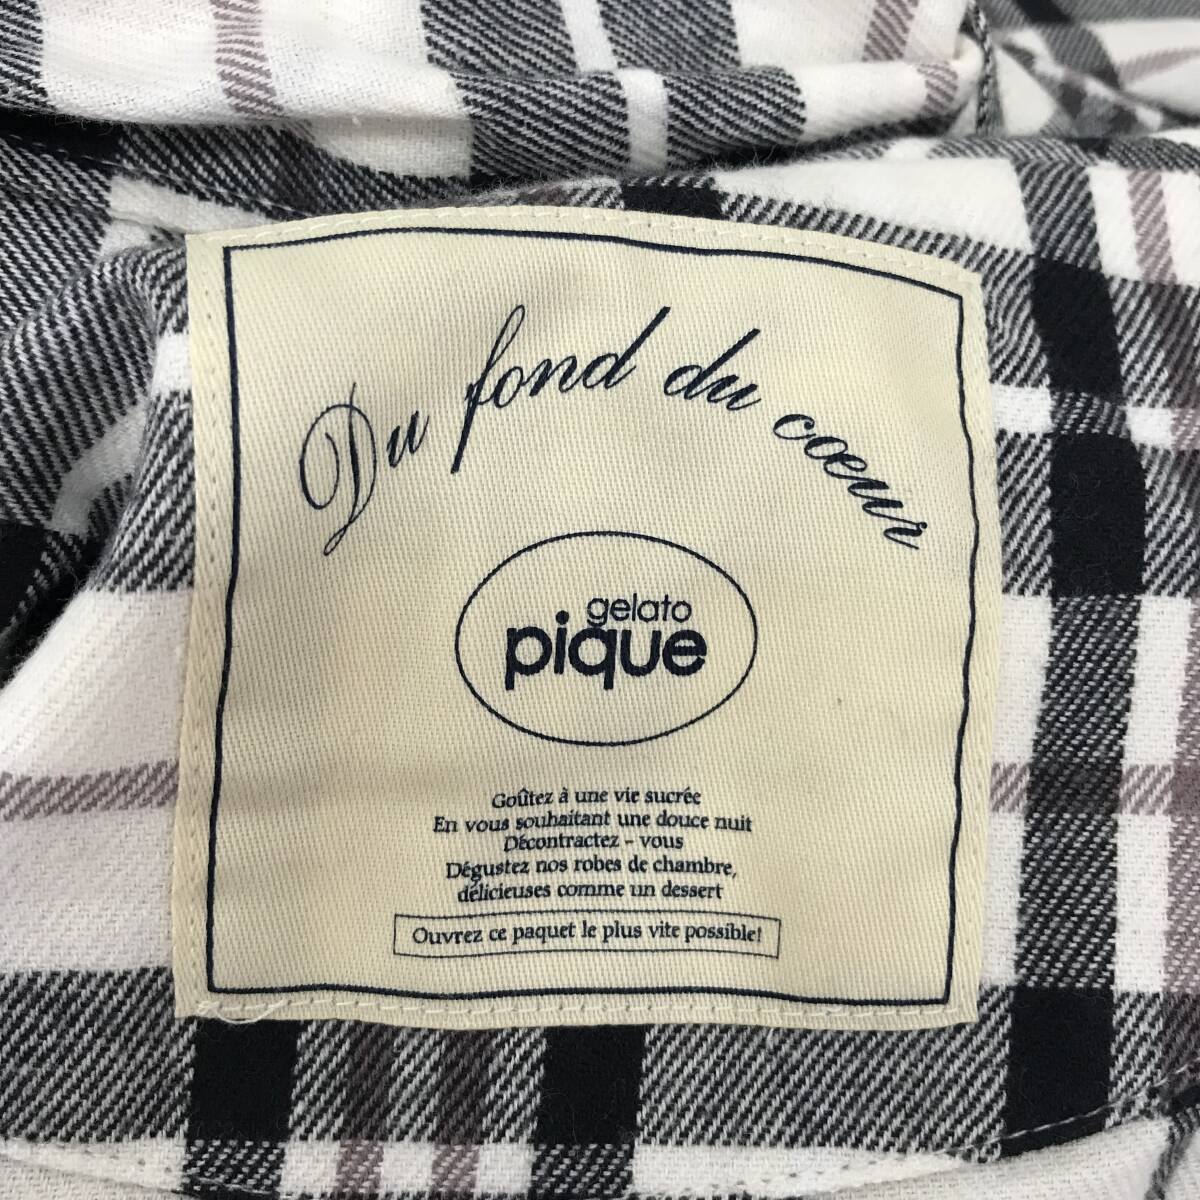 Du fond du cœur
gelato
pique
Goûtez à une vie sucrée
En vous souhaitant une douce nuit
Décontractez - vous
Dégustez nos robes de chambre,
délicieuses comme un dessert
Ouvrez ce paquet le plus vite possible!